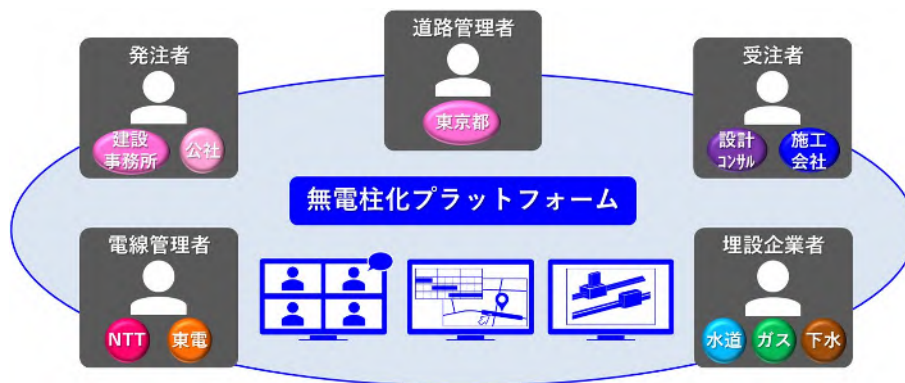 道路管理者
東京都
発注者
建設
事務所
公社
受注者
設計
コンサル
施工
会社
無電柱化プラットフォーム
電線管理者
NTT
東電
埋設企業者
水道
ガス
下水